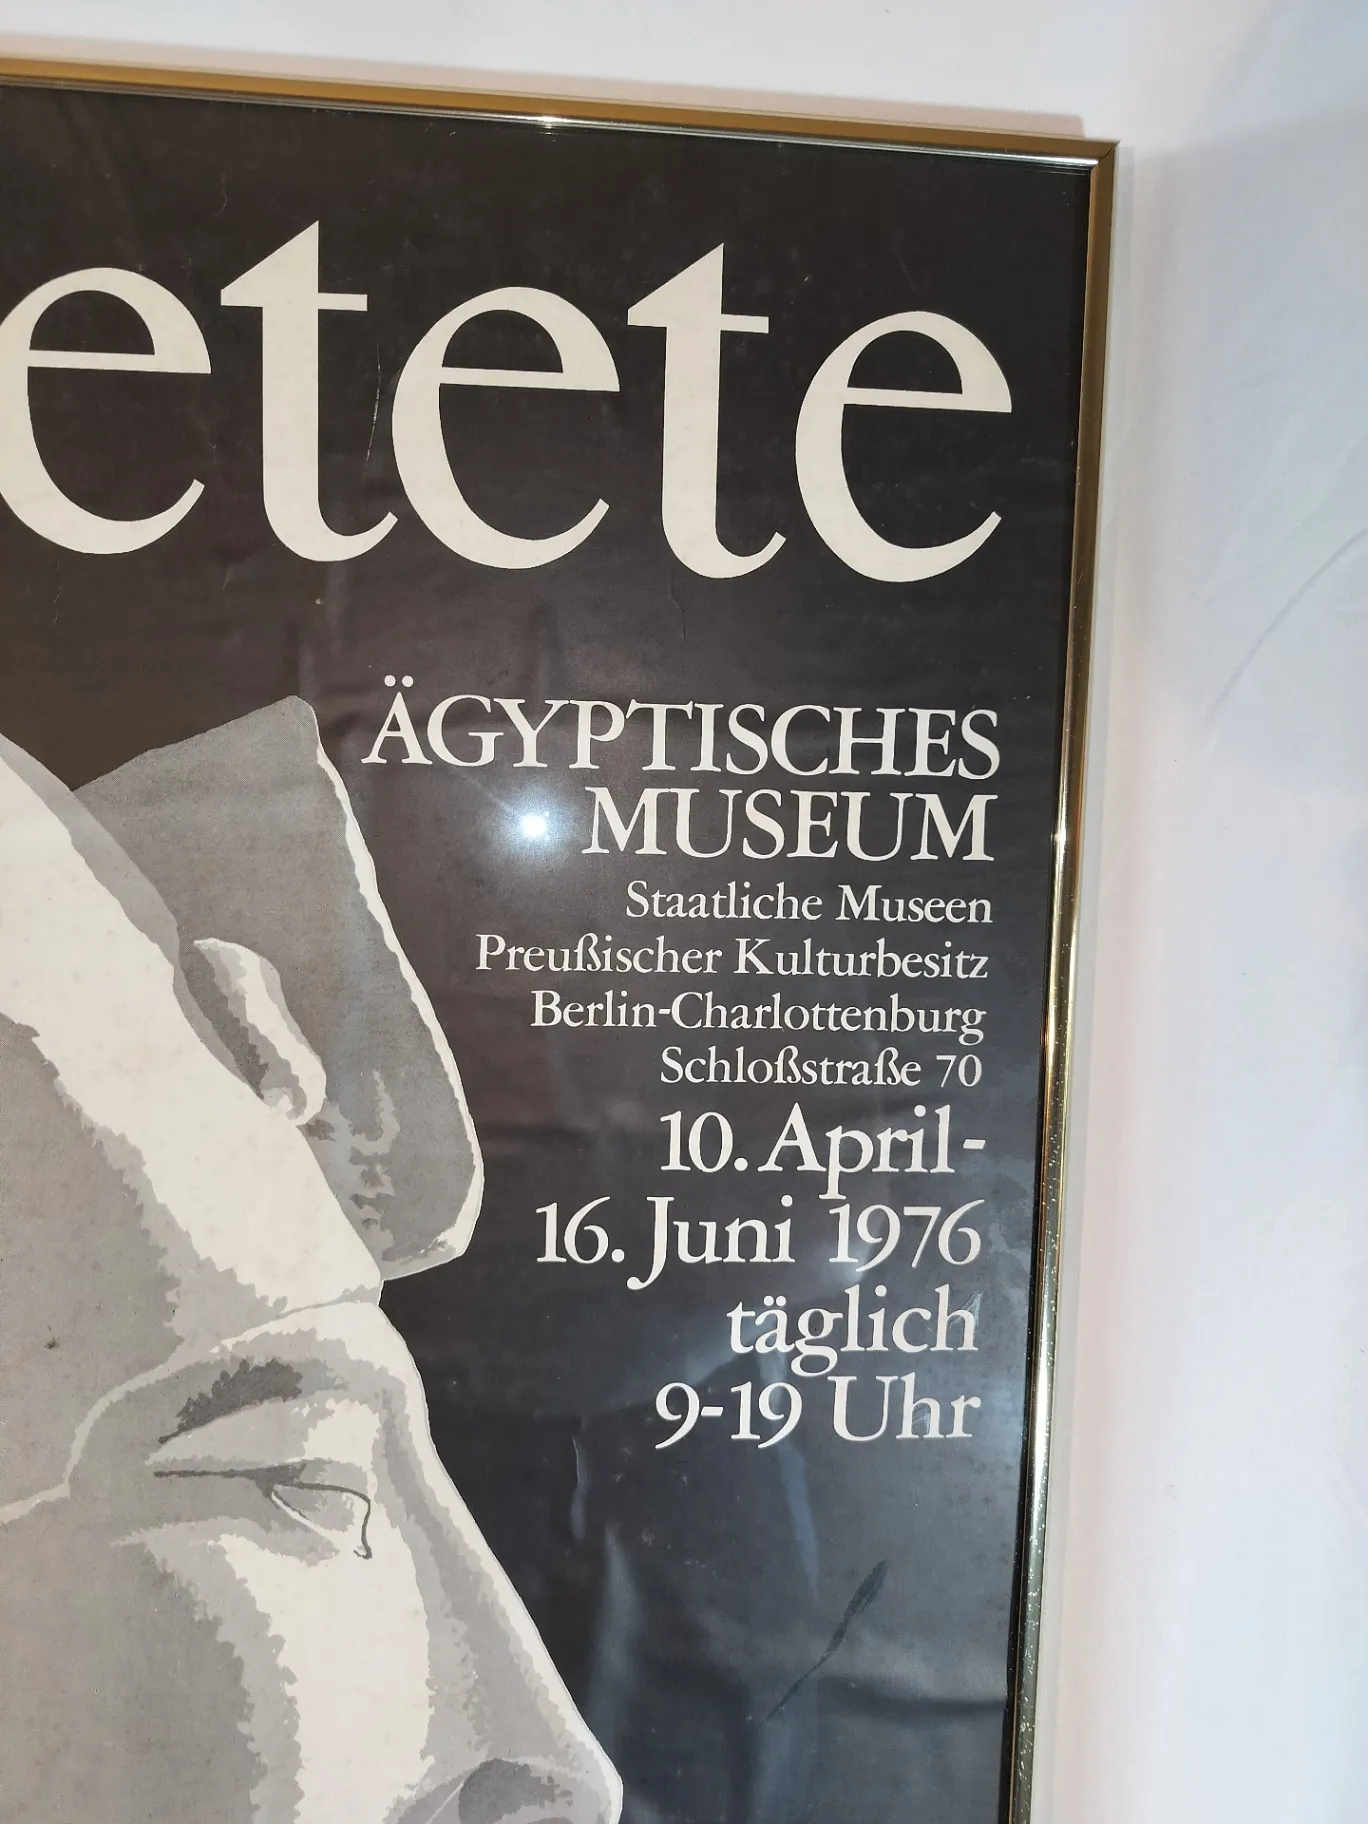 etete
ÄGYPTISCHES
MUSEUM
Staatliche Museen
Preußischer Kulturbesitz
Berlin-Charlottenburg
Schloßstraße 70
10. April-
16. Juni 1976
täglich
9-19 Uhr